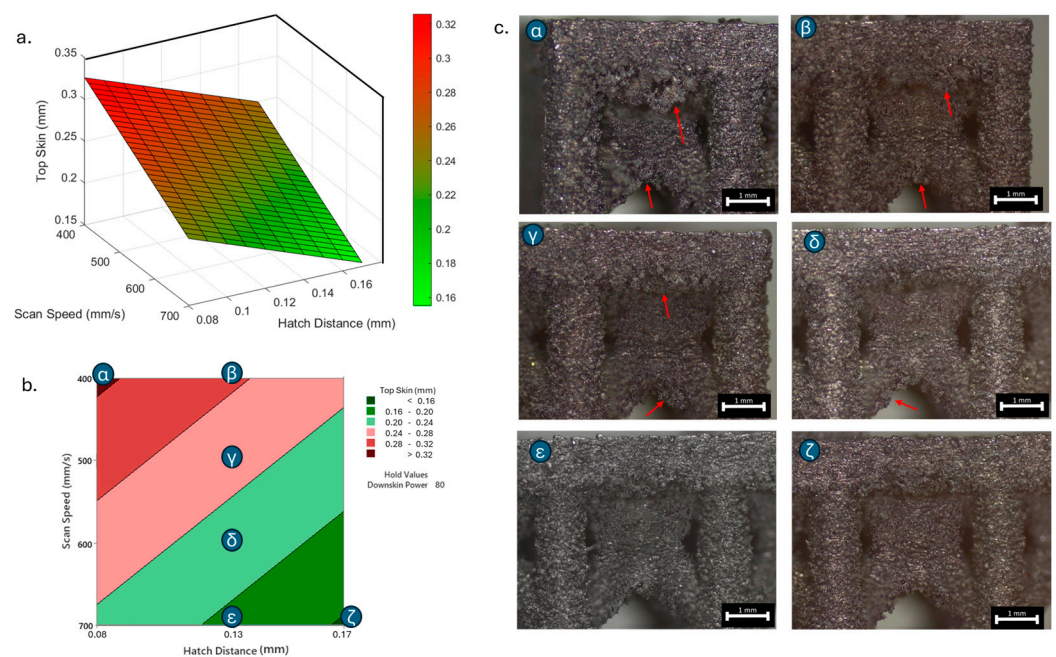 a.
0.35
0.3
0.25
0.2
0.15
Top Skin (mm)
400
500
600
700
Scan Speed (mm/s)
0.08
0.1
0.12
0.14
0.16
Hatch Distance (mm)
0.32
0.3
0.28
0.26
0.24
0.22
0.2
0.18
0.16
b.
α
β
γ
δ
ε
ζ
400
500
600
700
Scan Speed (mm/s)
0.08
0.13
0.17
Hatch Distance (mm)
Top Skin (mm)
< 0.16
0.16 - 0.20
0.20 - 0.24
0.24 - 0.28
0.28 - 0.32
> 0.32
Hold Values
Downskin Power 80
c.
α
1 mm
β
1 mm
γ
1 mm
δ
1 mm
ε
1 mm
ζ
1 mm